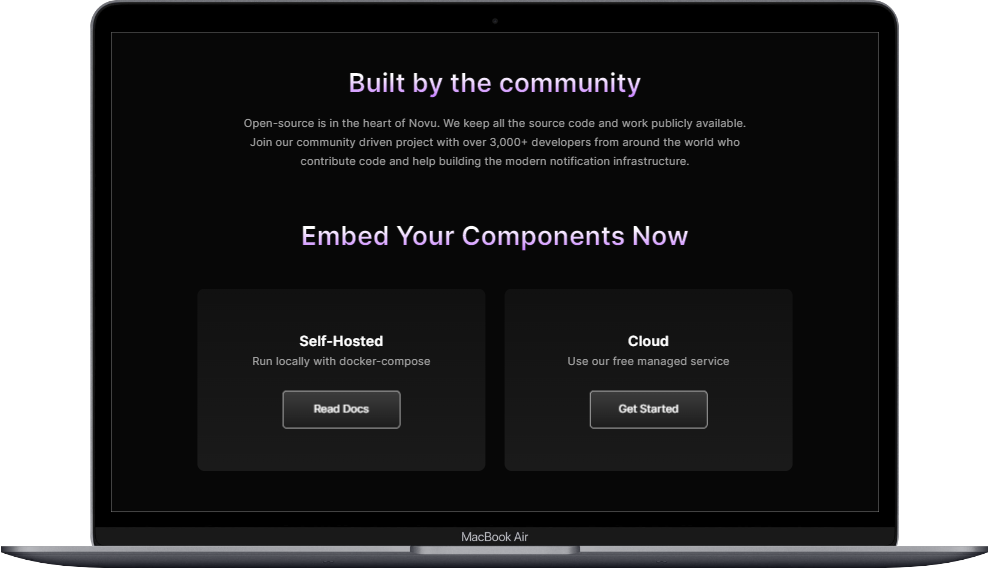 Built by the community
Open-source is in the heart of Novu. We keep all the source code and work publicly available.
Join our community driven project with over 3,000+ developers from around the world who
contribute code and help building the modern notification infrastructure.
Embed Your Components Now
Self-Hosted
Run locally with docker-compose
Read Docs
Cloud
Use our free managed service
Get Started
MacBook Air